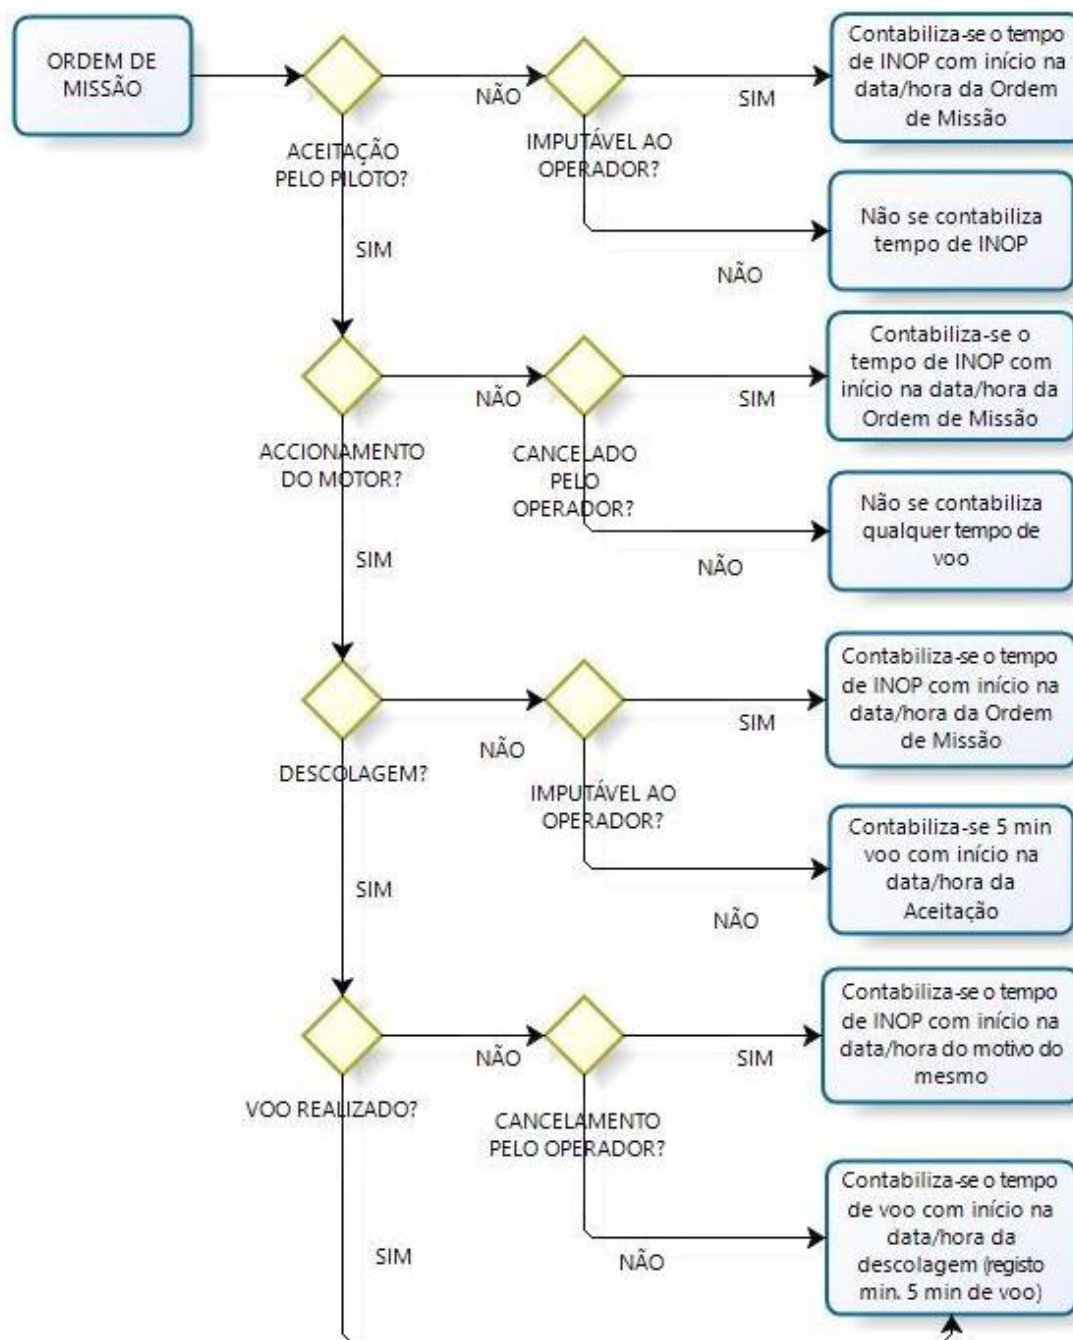 ORDEM DE
MISSÃO
ACEITAÇÃO
PELO PILOTO?
NÃO
IMPUTÁVEL AO
OPERADOR?
SIM
Contabiliza-se o tempo
de INOP com início na
data/hora da Ordem
de Missão
NÃO
Não se contabiliza
tempo de INOP
SIM
ACCIONAMENTO
DO MOTOR?
NÃO
CANCELADO
PELO
OPERADOR?
SIM
Contabiliza-se o
tempo de INOP com
início na data/hora da
Ordem de Missão
NÃO
Não se contabiliza
qualquer tempo de
voo
SIM
DESCOLAGEM?
NÃO
IMPUTÁVEL AO
OPERADOR?
SIM
Contabiliza-se o tempo
de INOP com início na
data/hora da Ordem
de Missão
NÃO
Contabiliza-se 5 min
voo com início na
data/hora da
Aceitação
SIM
VOO REALIZADO?
NÃO
CANCELAMENTO
PELO OPERADOR?
SIM
Contabiliza-se o tempo
de INOP com início na
data/hora do motivo do
mesmo
NÃO
Contabiliza-se o tempo
de voo com início na
data/hora da
descolagem (registo
min. 5 min de voo)
SIM